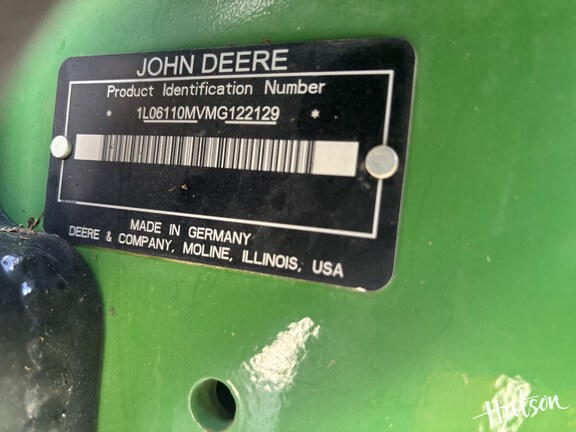 JOHN DEERE
Product Identification Number
* 1L06110MVMG122129 *
MADE IN GERMANY
DEERE & COMPANY, MOLINE, ILLINOIS, USA
Hutson